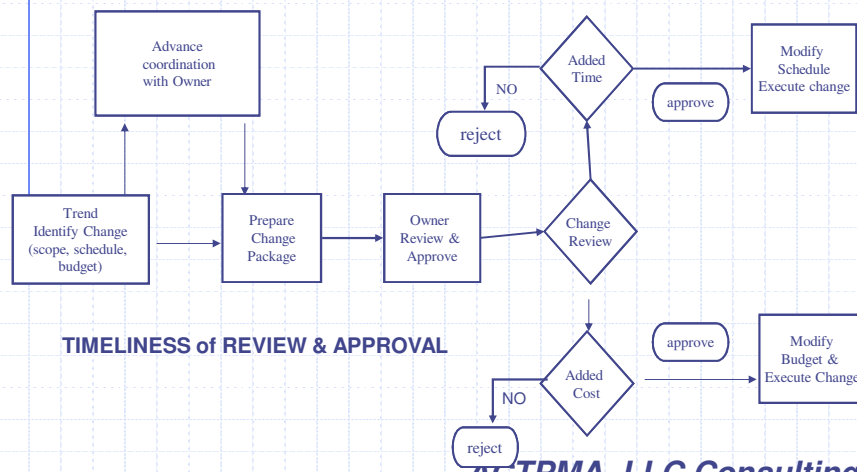 Advance
coordination
with Owner
Added
Time
Modify
Schedule
Execute change
NO
approve
reject
Trend
Identify Change
(scope, schedule,
budget)
Prepare
Change
Package
Owner
Review &
Approve
Change
Review
TIMELINESS of REVIEW & APPROVAL
approve
Modify
Budget &
Execute Change
Added
Cost
NO
reject
LLC Consulting